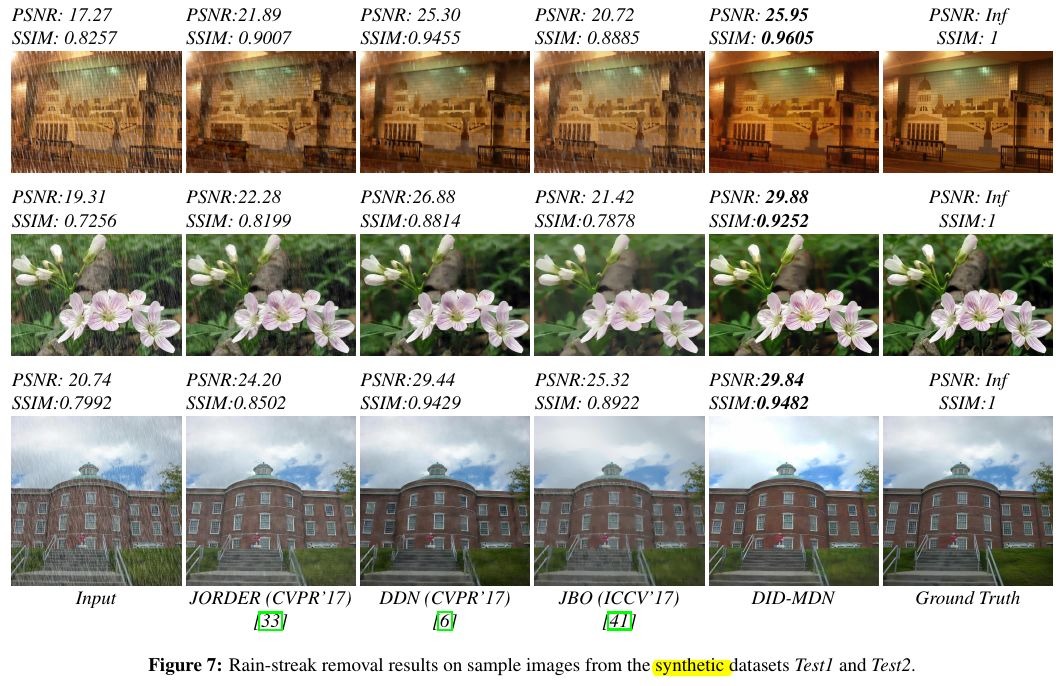 PSNR: 17.27 PSNR:21.89 PSNR: 25.30 PSNR: 20.72 PSNR: 25.95 PSNR: Inf
SSIM: 0.8257 SSIM: 0.9007 SSIM: 0.9455 SSIM: 0.8885 SSIM: 0.9605 SSIM: 1
PSNR:19.31 PSNR:22.28 PSNR:26.88 PSNR: 21.42 PSNR: 29.88 PSNR: Inf
SSIM: 0.7256 SSIM: 0.8199 SSIM:0.8814 SSIM:0.7878 SSIM:0.9252 SSIM:1
PSNR: 20.74 PSNR:24.20 PSNR:29.44 PSNR:25.32 PSNR:29.84 PSNR: Inf
SSIM:0.7992 SSIM:0.8502 SSIM:0.9429 SSIM: 0.8922 SSIM:0.9482 SSIM:1
Input JORDER (CVPR'17) DDN (CVPR'17) JBO (ICCV'17) DID-MDN Ground Truth
[33] [6] [41]
Figure 7: Rain-streak removal results on sample images from the synthetic datasets Test1 and Test2.